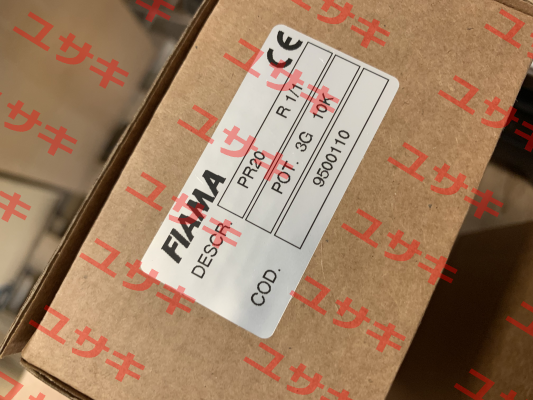 CE
FIAMA
DESCR. PR20 R 1/1
POT. 3G 10K
COD. 9500110
ユサキ